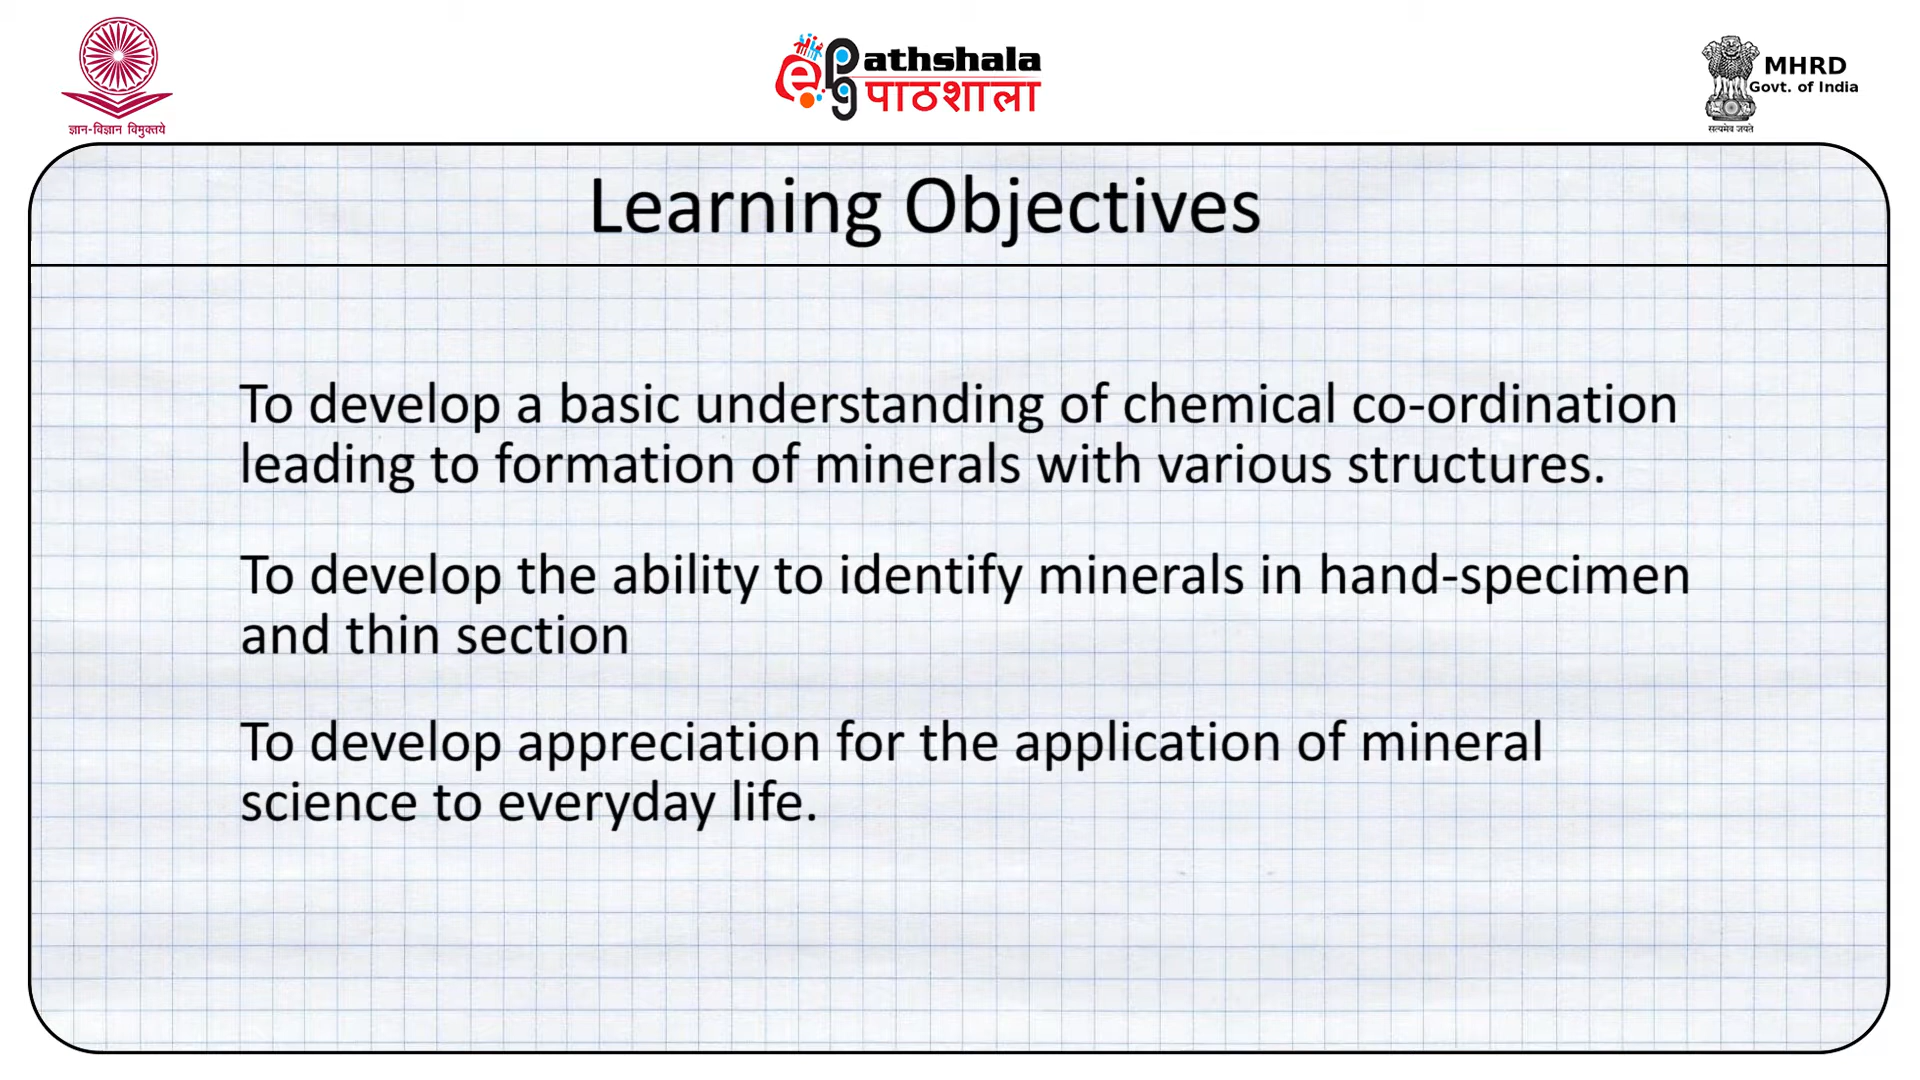 ज्ञान-विज्ञान विमुक्तये
e PG athshala
पाठशाला
MHRD
Govt. of India
सत्यमेव जयते
Learning Objectives
To develop a basic understanding of chemical co-ordination
leading to formation of minerals with various structures.
To develop the ability to identify minerals in hand-specimen
and thin section
To develop appreciation for the application of mineral
science to everyday life.